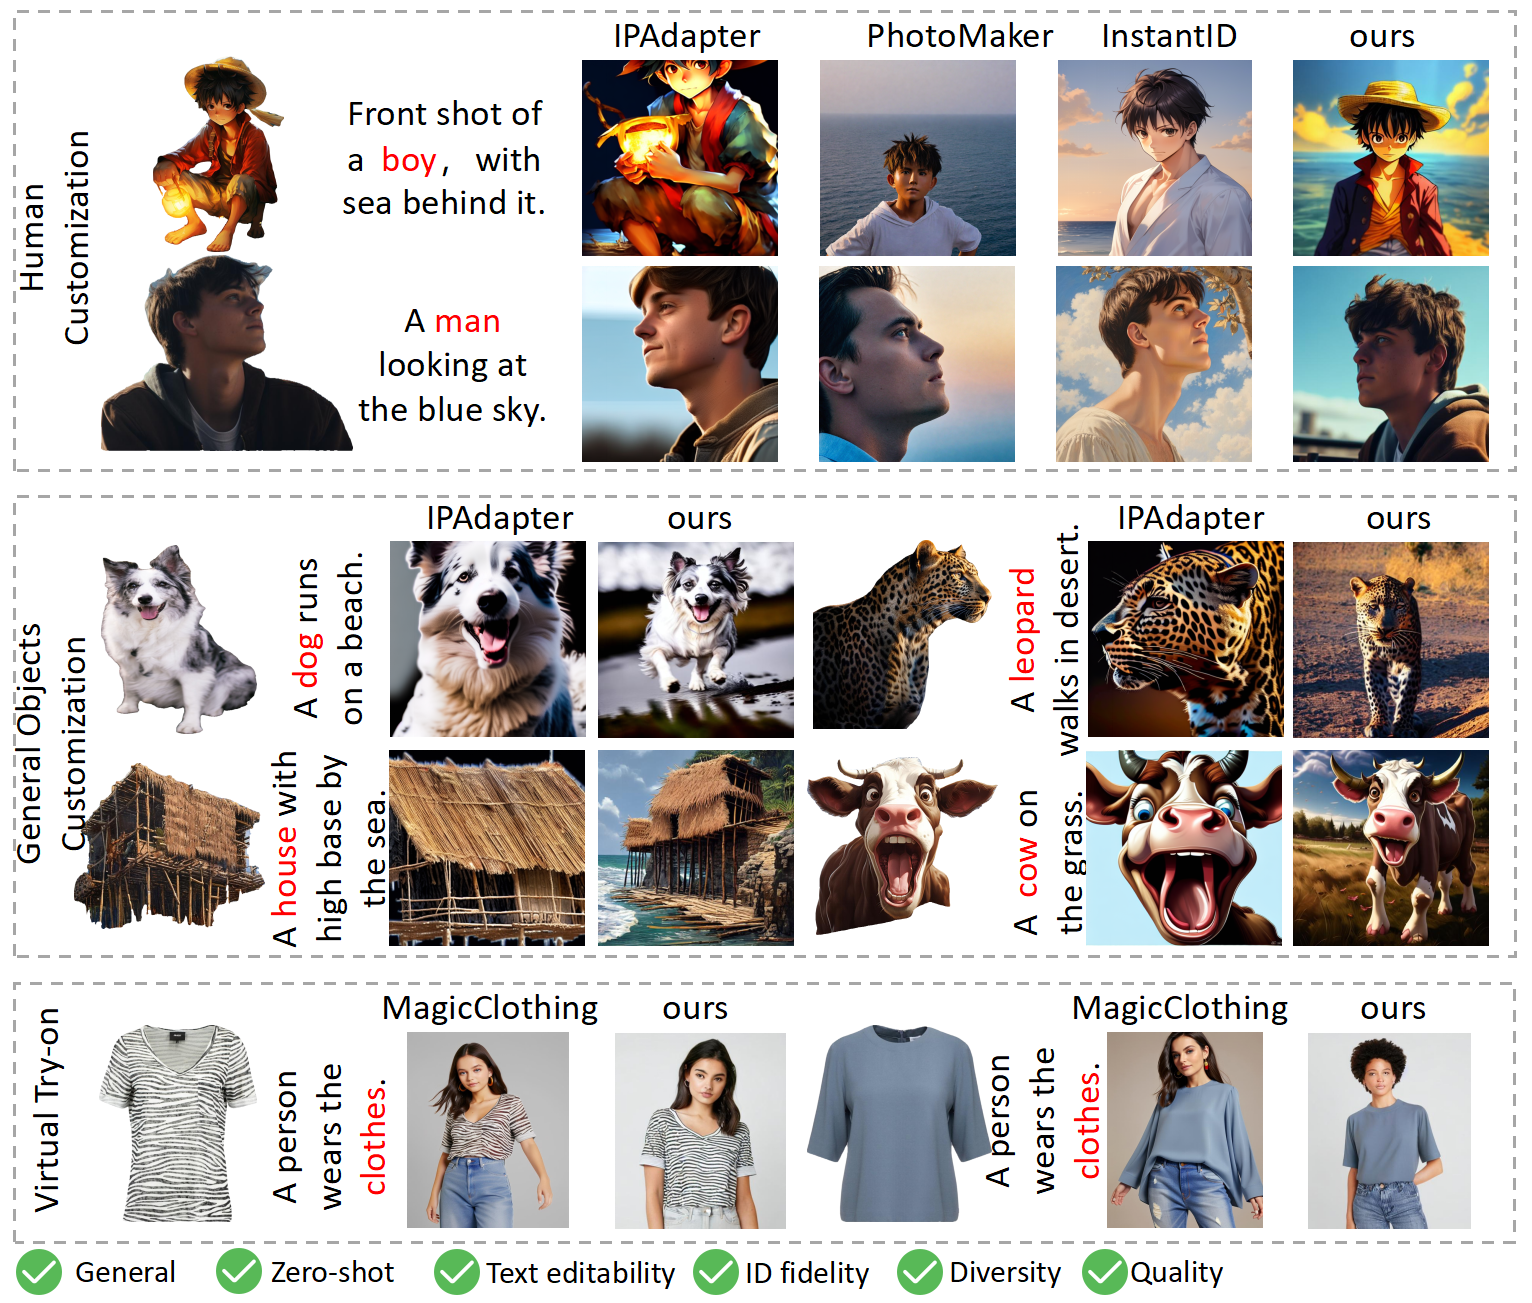 IPAdapter PhotoMaker InstantID ours
Human
Customization
Front shot of
a boy, with
sea behind it.
A man
looking at
the blue sky.
IPAdapter ours IPAdapter ours
General Objects
Customization
A dog runs
on a beach.
A leopard
walks in desert.
A house with
high base by
the sea.
A cow on
the grass.
MagicClothing ours MagicClothing ours
Virtual Try-on
A person
wears the
clothes.
A person
wears the
clothes.
General Zero-shot Text editability ID fidelity Diversity Quality